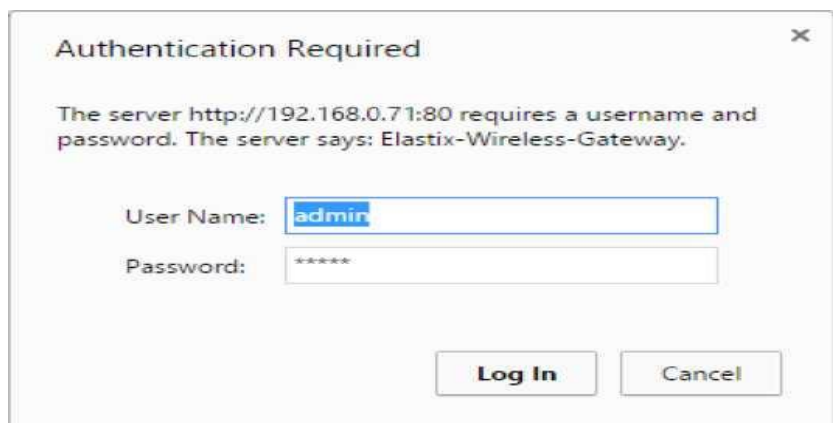 Authentication Required
×
The server http://192.168.0.71:80 requires a username and
password. The server says: Elastix-Wireless-Gateway.
User Name: admin
Password: *****
Log In Cancel